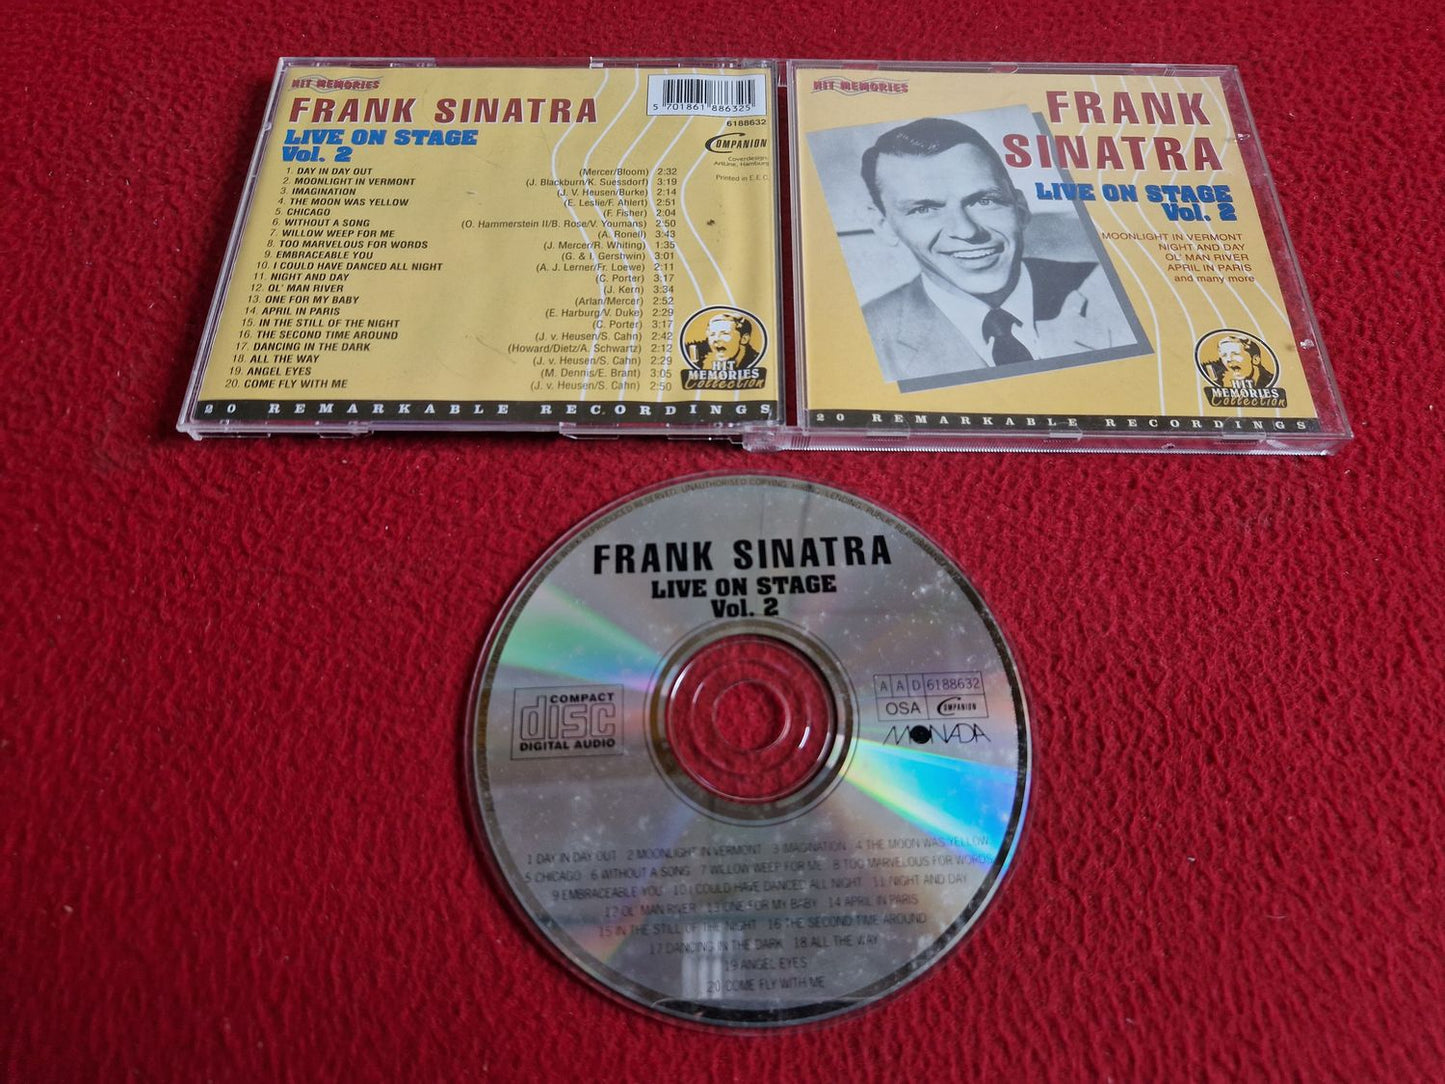 HIT MEMORIES
FRANK SINATRA
LIVE ON STAGE
Vol. 2
5 701861 886325
6188632
COMPANION
Coverdesign:
ArtLine, Hamburg
Printed in E.E.C.
1. DAY IN DAY OUT (Mercer/Bloom) 2:32
2. MOONLIGHT IN VERMONT (J. Blackburn/K. Suessdorf) 3:19
3. IMAGINATION (J. V. Heusen/Burke) 2:14
4. THE MOON WAS YELLOW (E. Leslie/F. Ahlert) 2:51
5. CHICAGO (F. Fisher) 2:04
6. WITHOUT A SONG (O. Hammerstein II/B. Rose/V. Youmans) 2:50
7. WILLOW WEEP FOR ME (A. Ronell) 3:43
8. TOO MARVELOUS FOR WORDS (J. Mercer/R. Whiting) 1:35
9. EMBRACEABLE YOU (G. & I. Gershwin) 3:01
10. I COULD HAVE DANCED ALL NIGHT (A. J. Lerner/Fr. Loewe) 2:11
11. NIGHT AND DAY (C. Porter) 3:17
12. OL' MAN RIVER (J. Kern) 3:34
13. ONE FOR MY BABY (Arlan/Mercer) 2:52
14. APRIL IN PARIS (E. Harburg/V. Duke) 2:29
15. IN THE STILL OF THE NIGHT (C. Porter) 3:17
16. THE SECOND TIME AROUND (J. v. Heusen/S. Cahn) 2:42
17. DANCING IN THE DARK (Howard/Dietz/A. Schwartz) 2:12
18. ALL THE WAY (J. v. Heusen/S. Cahn) 2:29
19. ANGEL EYES (M. Dennis/E. Brant) 3:05
20. COME FLY WITH ME (J. v. Heusen/S. Cahn) 2:50
HIT
MEMORIES
Collection
20 REMARKABLE RECORDINGS
HIT MEMORIES
FRANK
SINATRA
LIVE ON STAGE
Vol. 2
MOONLIGHT IN VERMONT
NIGHT AND DAY
OL' MAN RIVER
APRIL IN PARIS
and many more
HIT
MEMORIES
Collection
20 REMARKABLE RECORDINGS
WORK REPRODUCED RESERVED. UNAUTHORISED COPYING, HIRING, LENDING, PUBLIC
FRANK SINATRA
LIVE ON STAGE
Vol. 2
COMPACT
disc
DIGITAL AUDIO
A A D 6188632
OSA COMPANION
MONADA
1 DAY IN DAY OUT 2 MOONLIGHT IN VERMONT 3 IMAGINATION 4 THE MOON WAS YELLOW
5 CHICAGO 6 WITHOUT A SONG 7 WILLOW WEEP FOR ME 8 TOO MARVELOUS FOR WORDS
9 EMBRACEABLE YOU 10 I COULD HAVE DANCED ALL NIGHT 11 NIGHT AND DAY
12 OL' MAN RIVER 13 ONE FOR MY BABY 14 APRIL IN PARIS
15 IN THE STILL OF THE NIGHT 16 THE SECOND TIME AROUND
17 DANCING IN THE DARK 18 ALL THE WAY
19 ANGEL EYES
20 COME FLY WITH ME